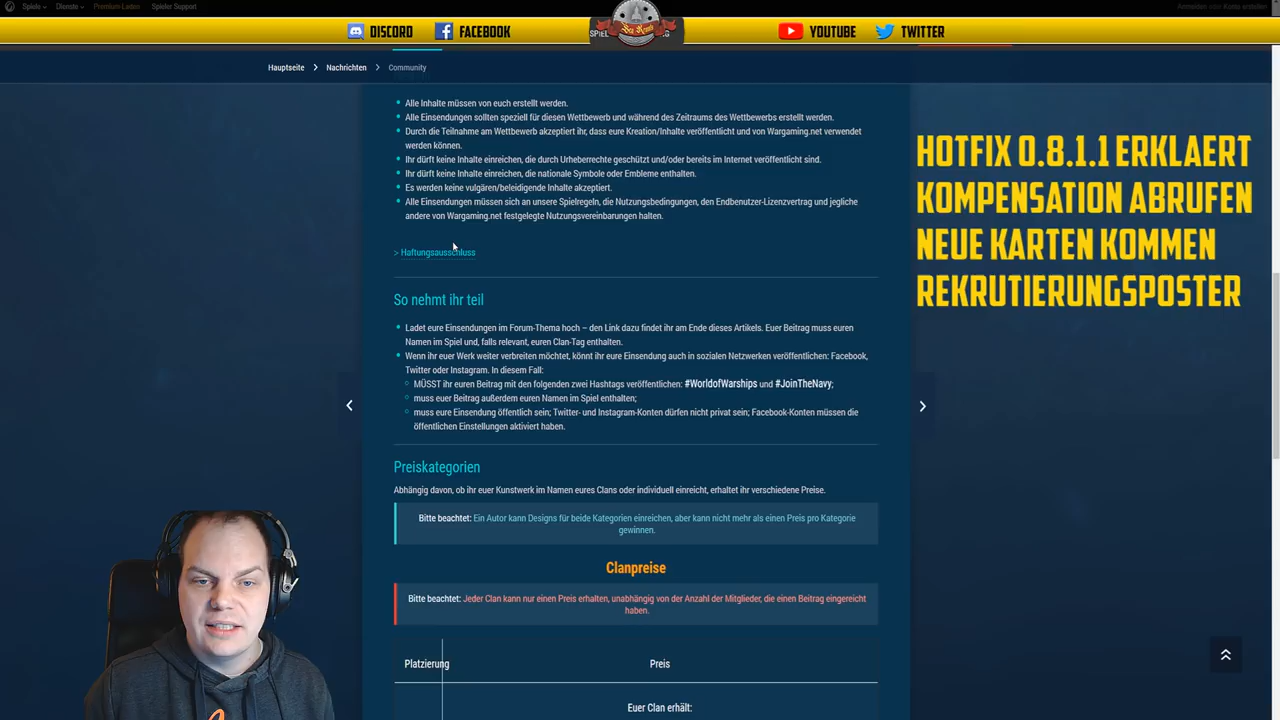 Spiele
Dienste
Premium-Laden
Spieler Support
Anmelden oder Konto erstellen
DISCORD
FACEBOOK
Sea Rents
YOUTUBE
TWITTER
Hauptseite
Nachrichten
Community
Alle Inhalte müssen von euch erstellt werden.
Alle Einsendungen sollten speziell für diesen Wettbewerb und während des Zeitraums des Wettbewerbs erstellt werden.
Durch die Teilnahme am Wettbewerb akzeptiert ihr, dass eure Kreation/Inhalte veröffentlicht und von Wargaming.net verwendet
werden können.
Ihr dürft keine Inhalte einreichen, die durch Urheberrechte geschützt und/oder bereits im Internet veröffentlicht sind.
Ihr dürft keine Inhalte einreichen, die nationale Symbole oder Embleme enthalten.
Es werden keine vulgären/beleidigende Inhalte akzeptiert.
Alle Einsendungen müssen sich an unsere Spielregeln, die Nutzungsbedingungen, den Endbenutzer-Lizenzvertrag und jegliche
andere von Wargaming.net festgelegte Nutzungsvereinbarungen halten.
> Haftungsausschluss
So nehmt ihr teil
Ladet eure Einsendungen im Forum-Thema hoch – den Link dazu findet ihr am Ende dieses Artikels. Euer Beitrag muss euren
Namen im Spiel und, falls relevant, euren Clan-Tag enthalten.
Wenn ihr euer Werk weiter verbreiten möchtet, könnt ihr eure Einsendung auch in sozialen Netzwerken veröffentlichen: Facebook,
Twitter oder Instagram. In diesem Fall:
MÜSST ihr euren Beitrag mit den folgenden zwei Hashtags veröffentlichen: #WorldofWarships und #JoinTheNavy;
muss euer Beitrag außerdem euren Namen im Spiel enthalten;
muss eure Einsendung öffentlich sein; Twitter- und Instagram-Konten dürfen nicht privat sein; Facebook-Konten müssen die
öffentlichen Einstellungen aktiviert haben.
Preiskategorien
Abhängig davon, ob ihr euer Kunstwerk im Namen eures Clans oder individuell einreicht, erhaltet ihr verschiedene Preise.
Bitte beachtet: Ein Autor kann Designs für beide Kategorien einreichen, aber kann nicht mehr als einen Preis pro Kategorie
gewinnen.
Clanpreise
Bitte beachtet: Jeder Clan kann nur einen Preis erhalten, unabhängig von der Anzahl der Mitglieder, die einen Beitrag eingereicht
haben.
Platzierung
Preis
Euer Clan erhält:
HOTFIX 0.8.1.1 ERKLAERT
KOMPENSATION ABRUFEN
NEUE KARTEN KOMMEN
REKRUTIERUNGSPOSTER